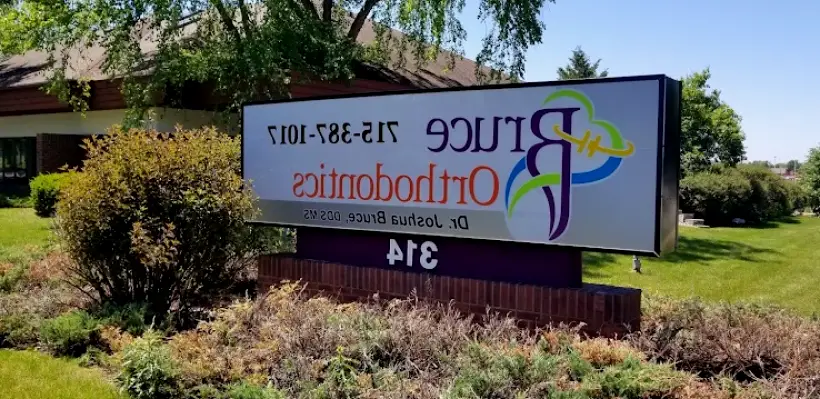 Bruce
Orthodontics
715-387-1017
Dr. Joshua Bruce, DDS MS
314